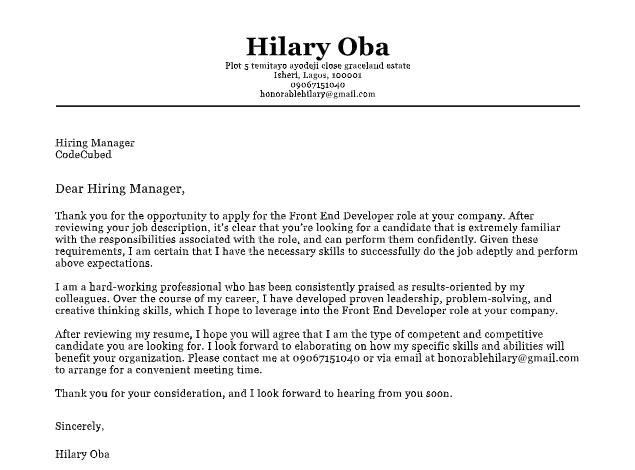 Hilary Oba
Plot 5 temitayo ayodeji close graceland estate
Isheri, Lagos, 100001
09067151040
honorablehilary@gmail.com
Hiring Manager
CodeCubed
Dear Hiring Manager,
Thank you for the opportunity to apply for the Front End Developer role at your company. After
reviewing your job description, it's clear that you're looking for a candidate that is extremely familiar
with the responsibilities associated with the role, and can perform them confidently. Given these
requirements, I am certain that I have the necessary skills to successfully do the job adeptly and perform
above expectations.
I am a hard-working professional who has been consistently praised as results-oriented by my
colleagues. Over the course of my career, I have developed proven leadership, problem-solving, and
creative thinking skills, which I hope to leverage into the Front End Developer role at your company.
After reviewing my resume, I hope you will agree that I am the type of competent and competitive
candidate you are looking for. I look forward to elaborating on how my specific skills and abilities will
benefit your organization. Please contact me at 09067151040 or via email at honorablehilary@gmail.com
to arrange for a convenient meeting time.
Thank you for your consideration, and I look forward to hearing from you soon.
Sincerely,
Hilary Oba